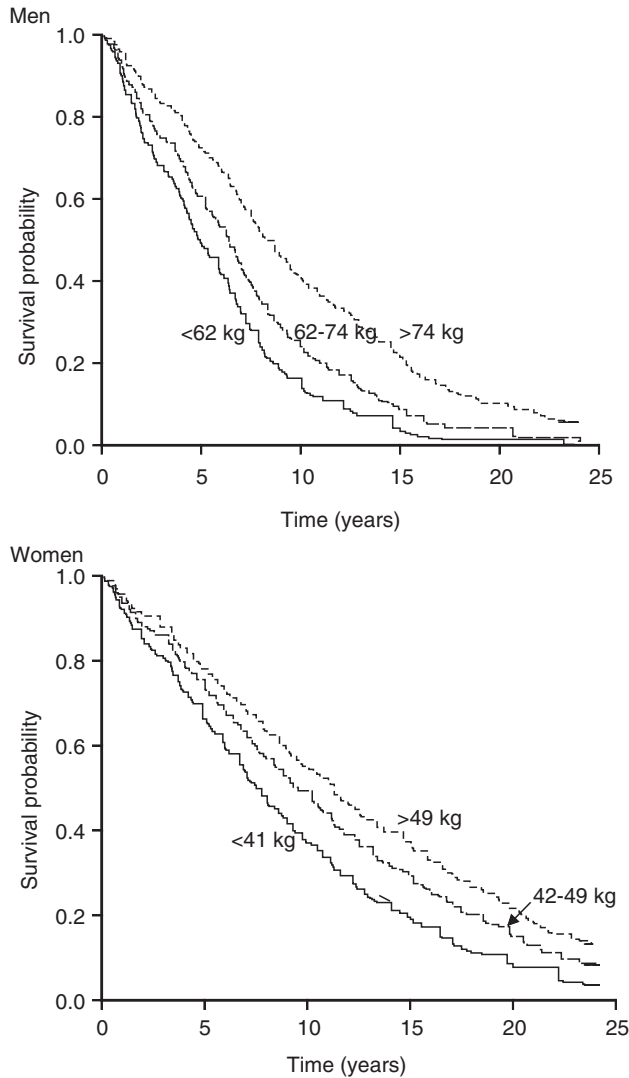 Men
1.0
0.8
0.6
0.4
0.2
0.0
Survival probability
<62 kg
62-74 kg
>74 kg
0 5 10 15 20 25
Time (years)
Women
1.0
0.8
0.6
0.4
0.2
0.0
Survival probability
<41 kg
>49 kg
42-49 kg
0 5 10 15 20 25
Time (years)